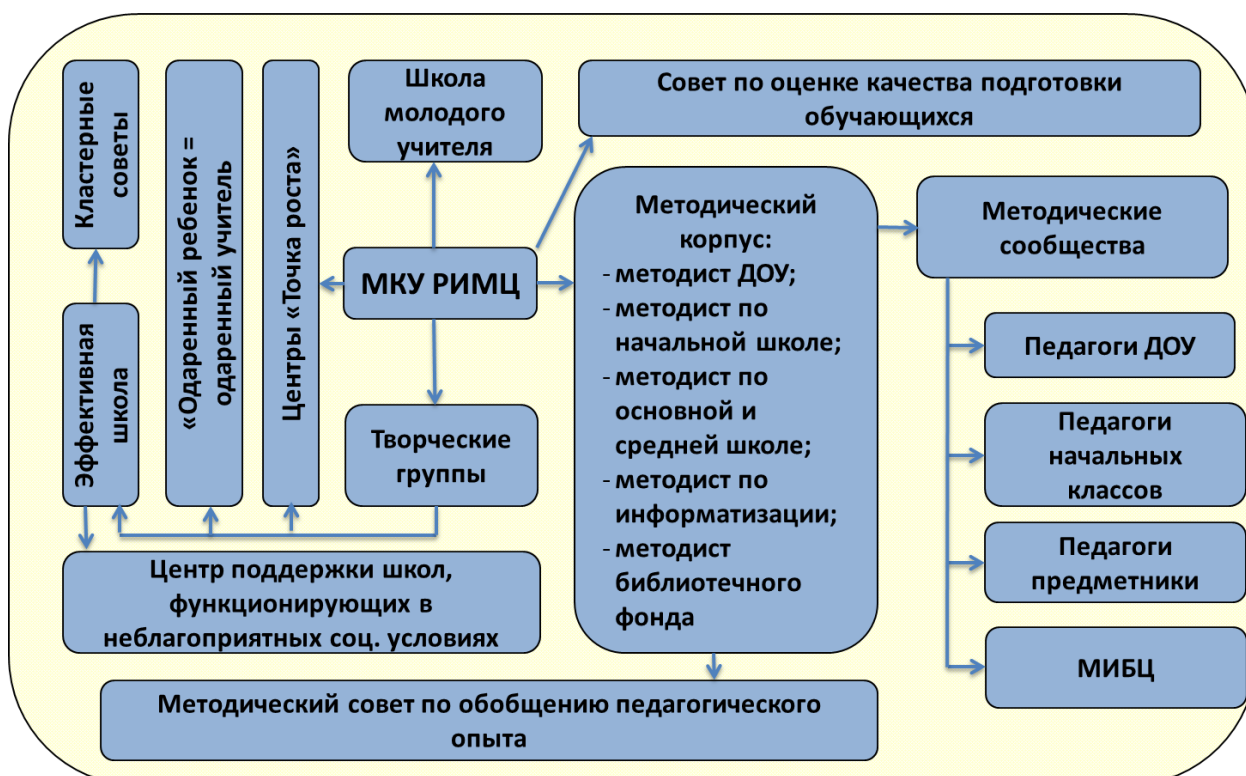 Кластерные
советы
«Одаренный ребенок =
одаренный учитель
Центры «Точка роста»
Школа
молодого
учителя
Совет по оценке качества подготовки
обучающихся
Эффективная
школа
МКУ РИМЦ
Творческие
группы
Центр поддержки школ,
функционирующих в
неблагоприятных соц. условиях
Методический
корпус:
- методист ДОУ;
- методист по
начальной школе;
- методист по
основной и
средней школе;
- методист по
информатизации;
- методист
библиотечного
фонда
Методические
сообщества
Педагоги ДОУ
Педагоги
начальных
классов
Педагоги
предметники
МИБЦ
Методический совет по обобщению педагогического
опыта